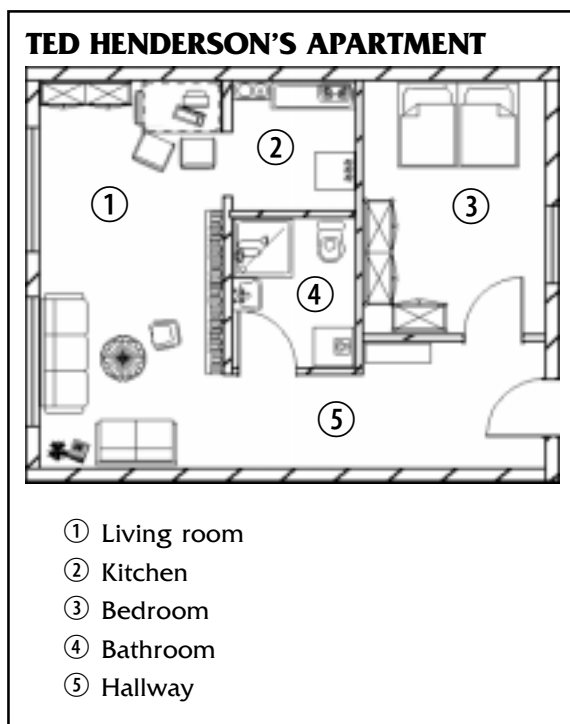 TED HENDERSON'S APARTMENT
①
②
③
④
⑤
① Living room
② Kitchen
③ Bedroom
④ Bathroom
⑤ Hallway